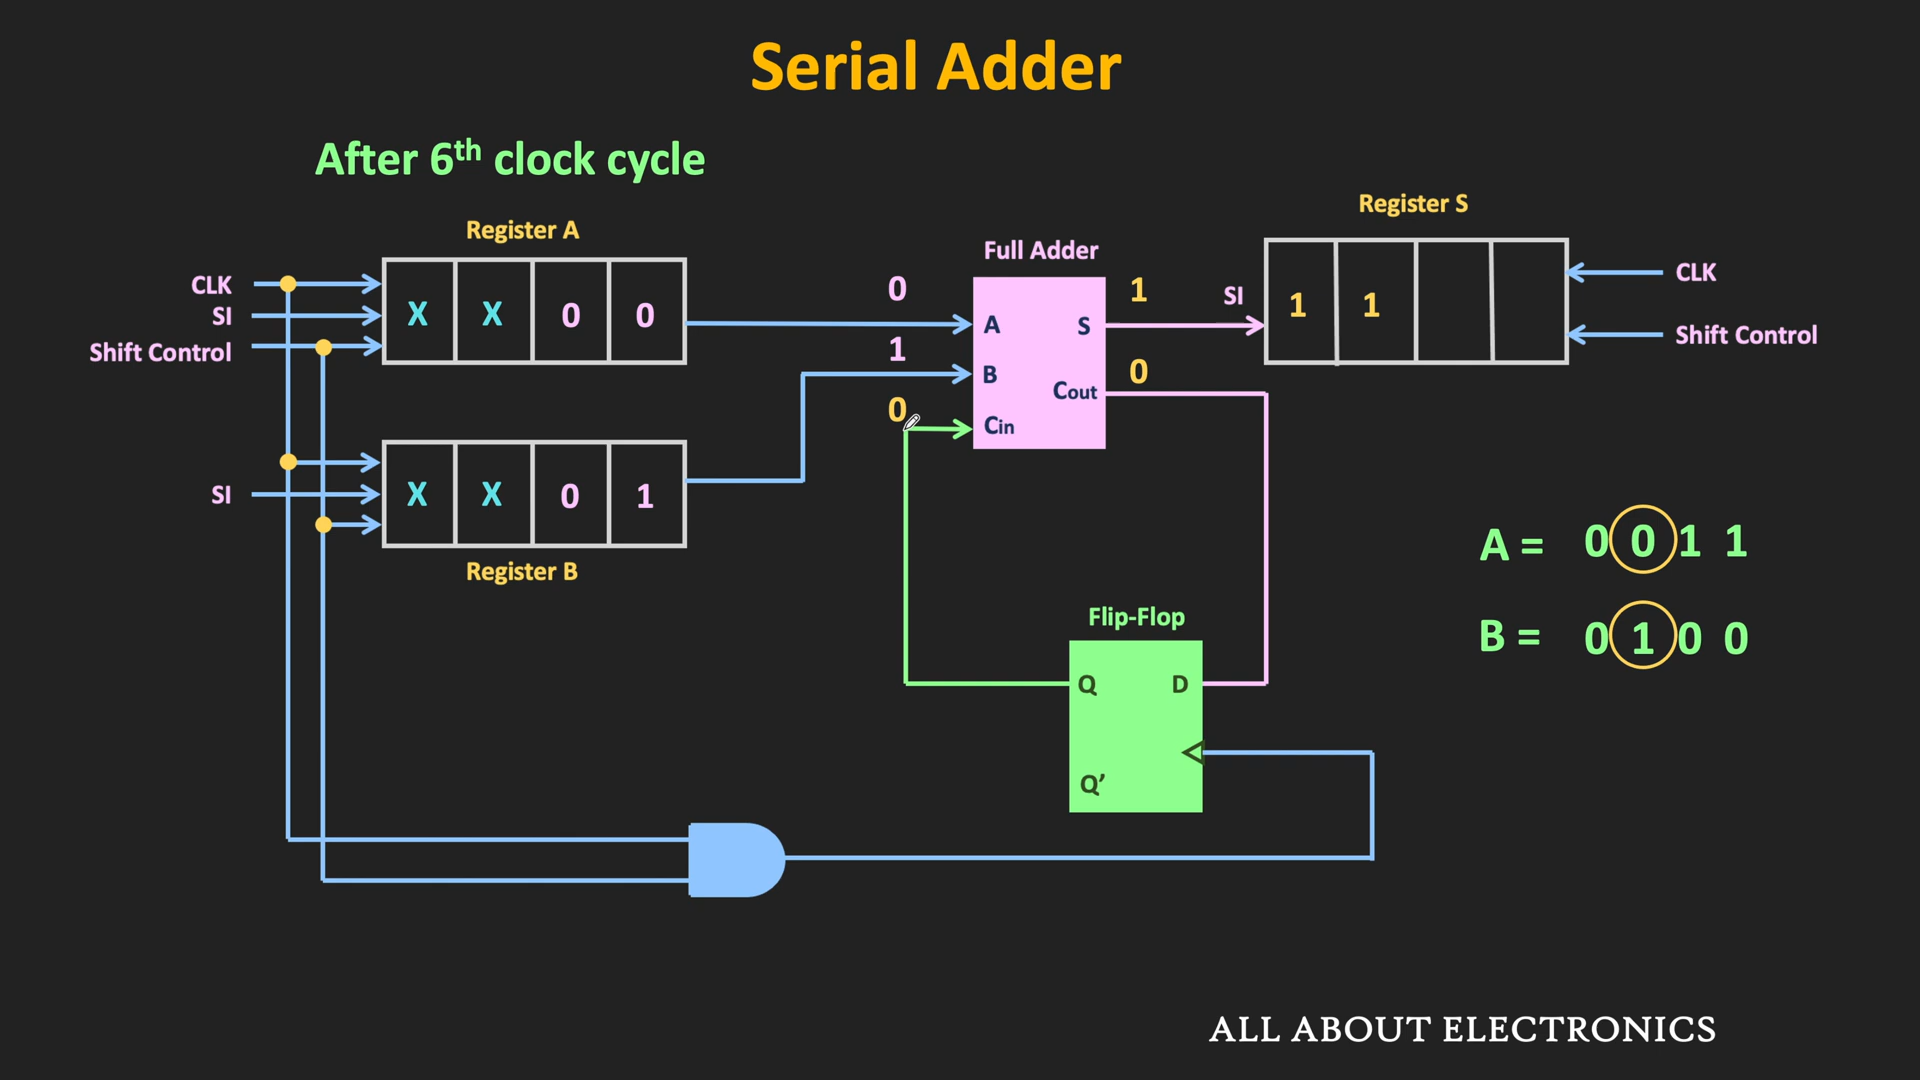 Serial Adder
After 6th clock cycle
Register A
CLK
SI
Shift Control
X X 0 0
SI
X X 0 1
Register B
Full Adder
0
1
0
A
B
Cin
S
Cout
1
0
Register S
SI
1 1
CLK
Shift Control
Flip-Flop
Q
D
Q'
A = 0 0 1 1
B = 0 1 0 0
ALL ABOUT ELECTRONICS